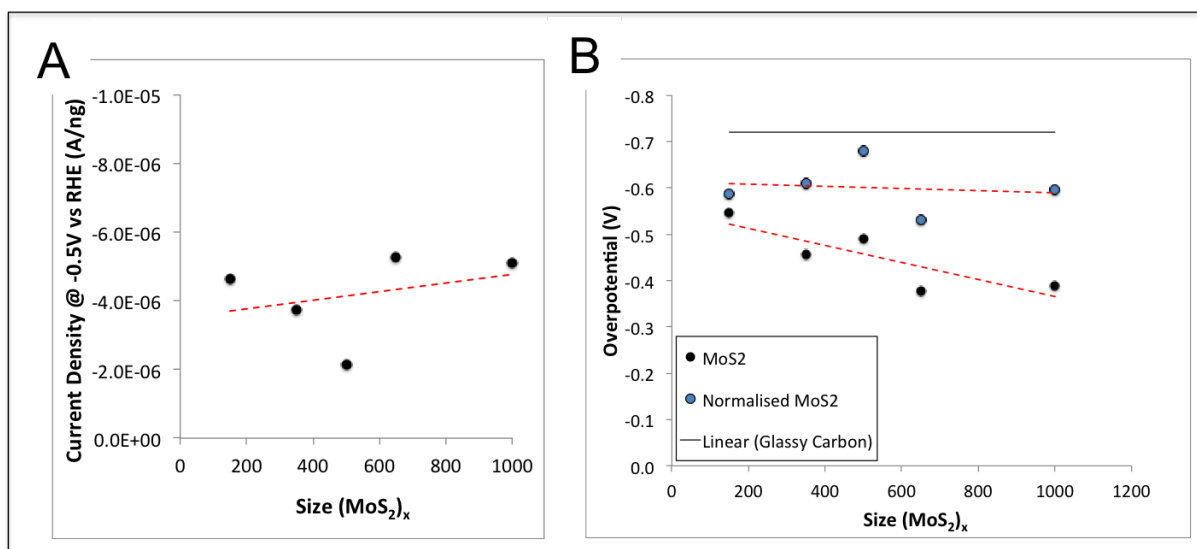 A
Current Density @ -0.5V vs RHE (A/ng)
-1.0E-05
-8.0E-06
-6.0E-06
-4.0E-06
-2.0E-06
0.0E+00
0 200 400 600 800 1000
Size (MoS₂)ₓ
B
Overpotential (V)
-0.8
-0.7
-0.6
-0.5
-0.4
-0.3
-0.2
-0.1
0.0
MoS2
Normalised MoS2
Linear (Glassy Carbon)
0 200 400 600 800 1000 1200
Size (MoS₂)ₓ